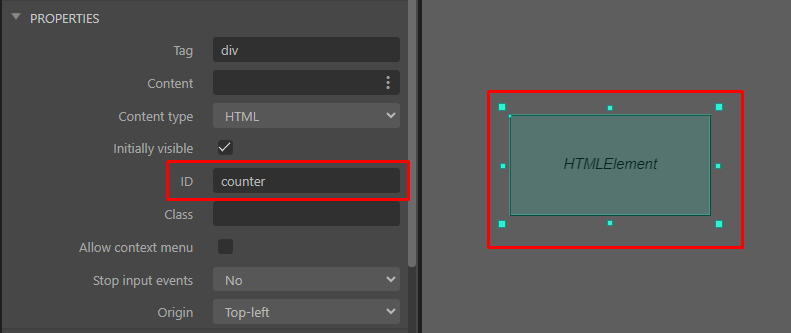 PROPERTIES
Tag div
Content
Content type HTML
Initially visible
ID counter
Class
Allow context menu
Stop input events No
Origin Top-left
HTMLElement